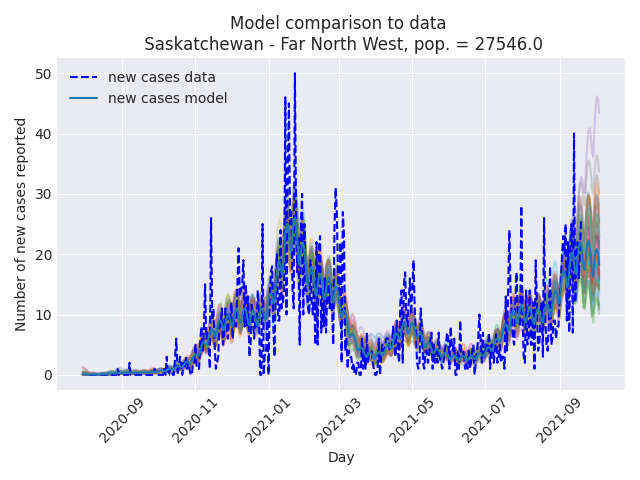 Model comparison to data
Saskatchewan - Far North West, pop. = 27546.0
new cases data
new cases model
Number of new cases reported
50
40
30
20
10
0
2020-09
2020-11
2021-01
2021-03
2021-05
2021-07
2021-09
Day